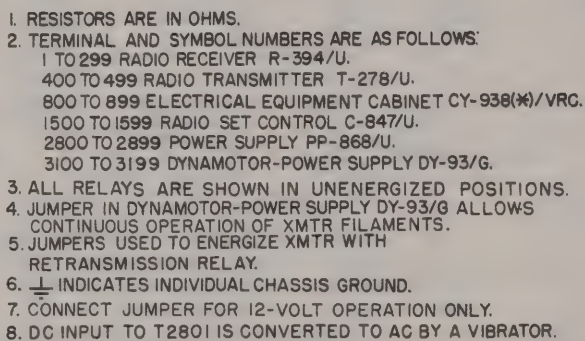 1. RESISTORS ARE IN OHMS.
2. TERMINAL AND SYMBOL NUMBERS ARE AS FOLLOWS:
1 TO 299 RADIO RECEIVER R-394/U.
400 TO 499 RADIO TRANSMITTER T-278/U.
800 TO 899 ELECTRICAL EQUIPMENT CABINET CY-938(*)/VRC.
1500 TO 1599 RADIO SET CONTROL C-847/U.
2800 TO 2899 POWER SUPPLY PP-868/U.
3100 TO 3199 DYNAMOTOR-POWER SUPPLY DY-93/G.
3. ALL RELAYS ARE SHOWN IN UNENERGIZED POSITIONS.
4. JUMPER IN DYNAMOTOR-POWER SUPPLY DY-93/G ALLOWS
CONTINUOUS OPERATION OF XMTR FILAMENTS.
5. JUMPERS USED TO ENERGIZE XMTR WITH
RETRANSMISSION RELAY.
6. ⏚ INDICATES INDIVIDUAL CHASSIS GROUND.
7. CONNECT JUMPER FOR 12-VOLT OPERATION ONLY.
8. DC INPUT TO T2801 IS CONVERTED TO AC BY A VIBRATOR.